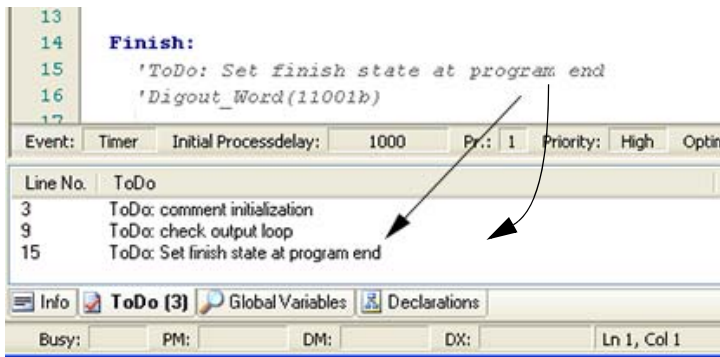 13
14 Finish:
15 'ToDo: Set finish state at program end
16 'Digout_Word(11001b)
17
Event: Timer Initial Processdelay: 1000 Pr.: 1 Priority: High
Line No. ToDo
3 ToDo: comment initialization
9 ToDo: check output loop
15 ToDo: Set finish state at program end
Info ToDo (3) Global Variables Declarations
Busy: PM: DM: DX: Ln 1, Col 1